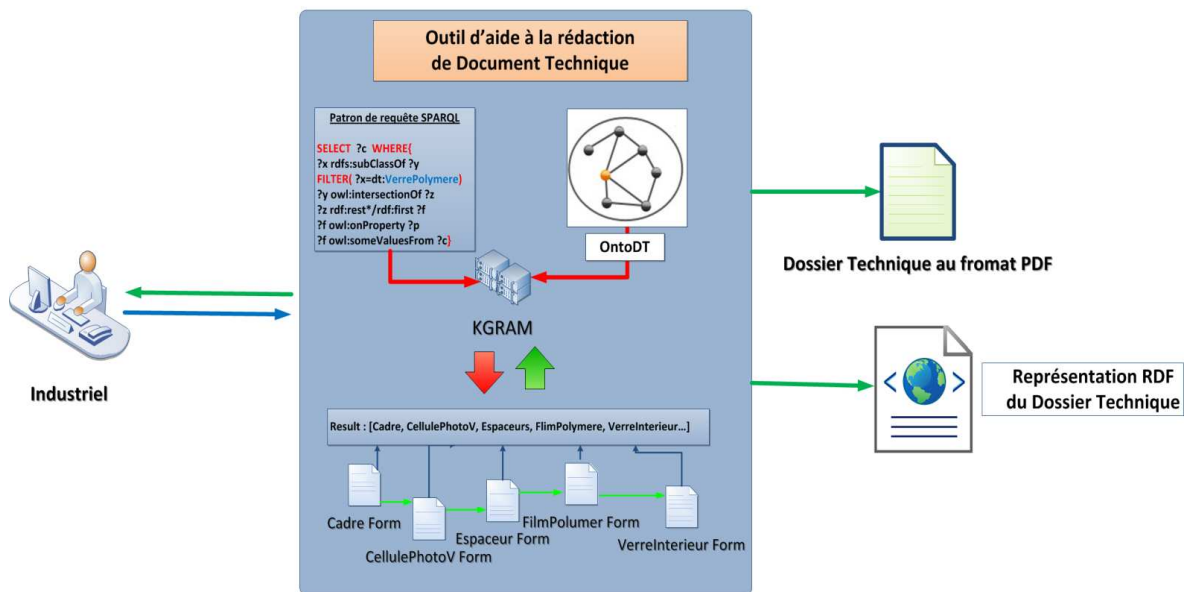 Outil d'aide à la rédaction
de Document Technique
Patron de requête SPARQL
SELECT ?c WHERE{
?x rdfs:subClassOf ?y
FILTER( ?x=dt:VerrePolymere)
?y owl:intersectionOf ?z
?z rdf:rest*/rdf:first ?f
?f owl:onProperty ?p
?f owl:someValuesFrom ?c}
OntoDT
KGRAM
Industriel
Result : [Cadre, CellulePhotoV, Espaceurs, FlimPolymere, VerreInterieur...]
Cadre Form
CellulePhotoV Form
Espaceur Form
FilmPolumer Form
VerreInterieur Form
Dossier Technique au fromat PDF
Représentation RDF
du Dossier Technique